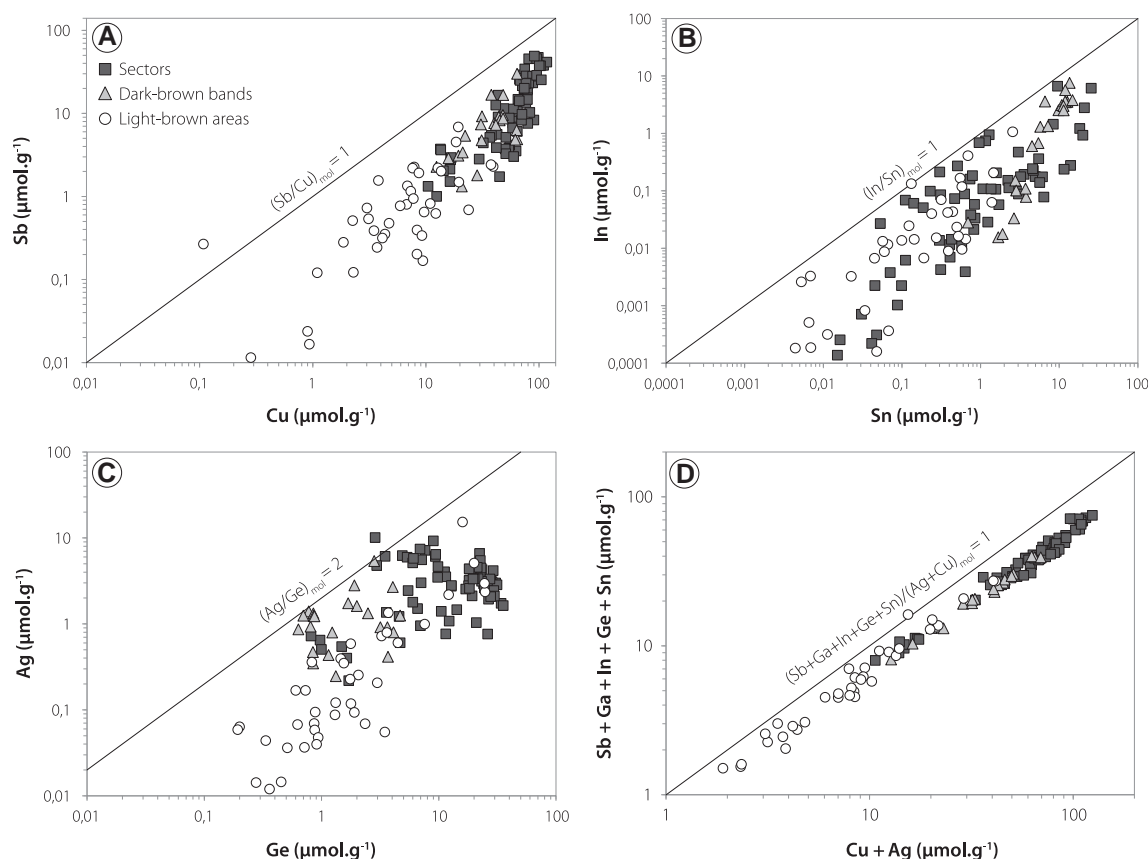 A
100
10
1
0,1
0,01
Sb (µmol.g⁻¹)
Sectors
Dark-brown bands
Light-brown areas
(Sb/Cu)mol = 1
0,01 0,1 1 10 100
Cu (µmol.g⁻¹)
B
100
10
1
0,1
0,01
0,001
0,0001
In (µmol.g⁻¹)
(In/Sn)mol = 1
0,0001 0,001 0,01 0,1 1 10 100
Sn (µmol.g⁻¹)
C
100
10
1
0,1
0,01
Ag (µmol.g⁻¹)
(Ag/Ge)mol = 2
0,01 0,1 1 10 100
Ge (µmol.g⁻¹)
D
100
10
1
Sb + Ga + In + Ge + Sn (µmol.g⁻¹)
(Sb+Ga+In+Ge+Sn)/(Ag+Cu)mol = 1
1 10 100
Cu + Ag (µmol.g⁻¹)